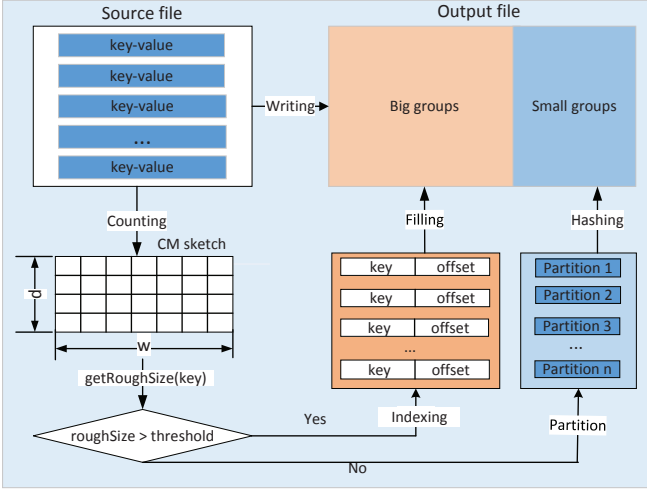 Source file
Output file
key-value
key-value
key-value
...
key-value
Writing
Big groups
Small groups
Counting
CM sketch
Filling
Hashing
d
w
key offset
key offset
key offset
...
key offset
Partition 1
Partition 2
Partition 3
...
Partition n
getRoughSize(key)
roughSize > threshold
Yes
Indexing
Partition
No